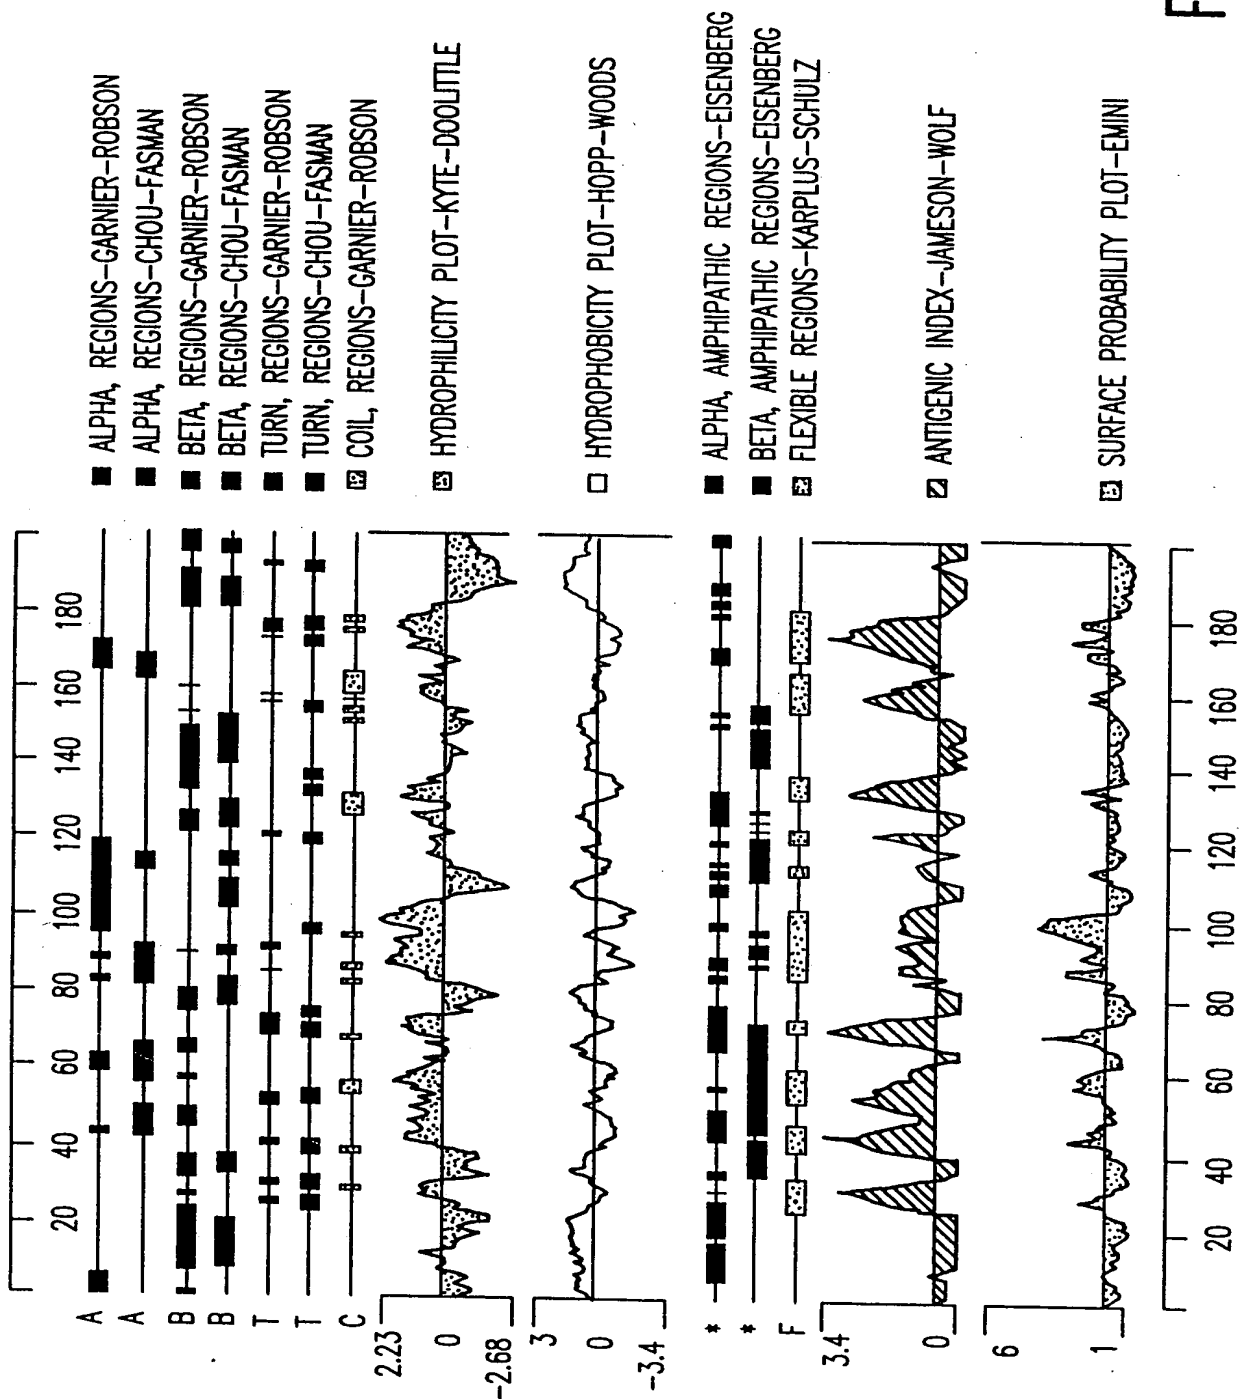 20 40 60 80 100 120 140 160 180
A ALPHA, REGIONS-GARNIER-ROBSON
A ALPHA, REGIONS-CHOU-FASMAN
B BETA, REGIONS-GARNIER-ROBSON
B BETA, REGIONS-CHOU-FASMAN
T TURN, REGIONS-GARNIER-ROBSON
T TURN, REGIONS-CHOU-FASMAN
C COIL, REGIONS-GARNIER-ROBSON
2.23
0 HYDROPHILICITY PLOT-KYTE-DOOLITTLE
-2.68
3
0 HYDROPHOBICITY PLOT-HOPP-WOODS
-3.4
* ALPHA, AMPHIPATHIC REGIONS-EISENBERG
* BETA, AMPHIPATHIC REGIONS-EISENBERG
F FLEXIBLE REGIONS-KARPLUS-SCHULZ
3.4
0 ANTIGENIC INDEX-JAMESON-WOLF
6
1 SURFACE PROBABILITY PLOT-EMINI
20 40 60 80 100 120 140 160 180